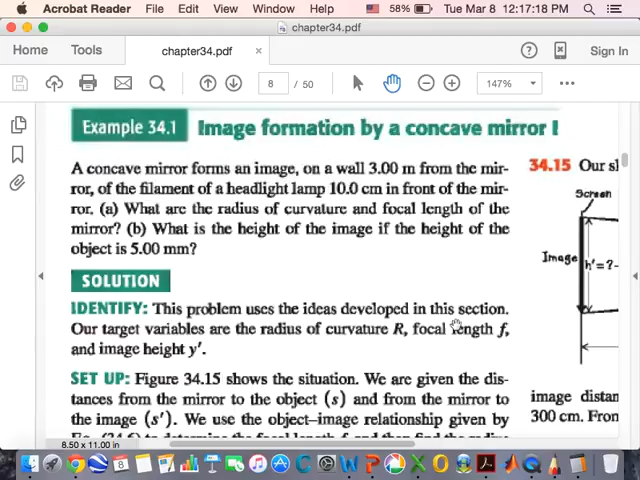 Acrobat Reader File Edit View Window Help 58% Tue Mar 8 12:17:18 PM
chapter34.pdf
Home Tools chapter34.pdf × Sign In
8 / 50 147%
Example 34.1 Image formation by a concave mirror I
A concave mirror forms an image, on a wall 3.00 m from the mir-
ror, of the filament of a headlight lamp 10.0 cm in front of the mir-
ror. (a) What are the radius of curvature and focal length of the
mirror? (b) What is the height of the image if the height of the
object is 5.00 mm?
SOLUTION
IDENTIFY: This problem uses the ideas developed in this section.
Our target variables are the radius of curvature R, focal length f,
and image height y′.
SET UP: Figure 34.15 shows the situation. We are given the dis-
tances from the mirror to the object (s) and from the mirror to
the image (s′). We use the object–image relationship given by
34.15 Our sl
Screen
Image
h'=?
image distan
300 cm. Fron
8.50 x 11.00 in